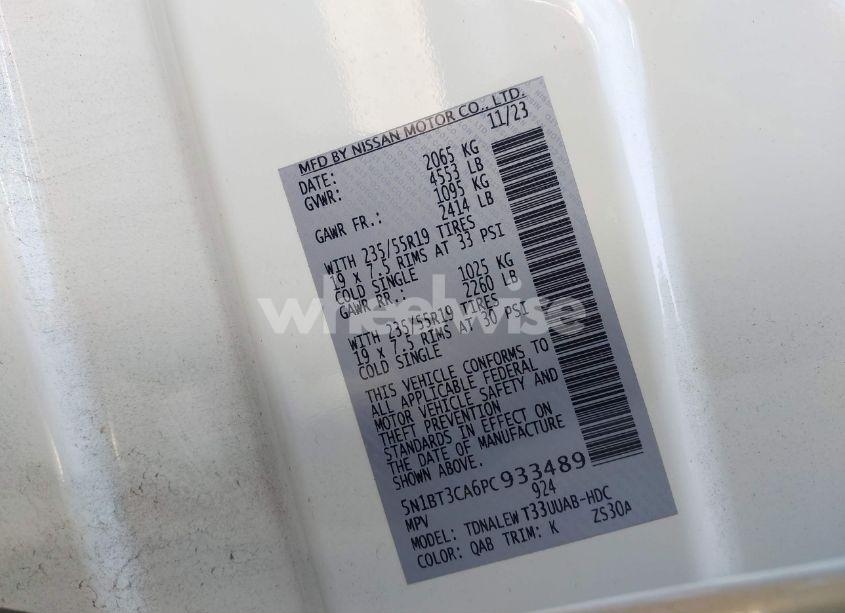 MFD BY NISSAN MOTOR CO., LTD.
DATE: 11/23
GVWR: 2065 KG
4553 LB
GAWR FR.: 1095 KG
2414 LB
WITH 235/55R19 TIRES
19 x 7.5 RIMS AT 33 PSI
COLD SINGLE
GAWR RR.: 1025 KG
2260 LB
WITH 235/55R19 TIRES
19 x 7.5 RIMS AT 30 PSI
COLD SINGLE
THIS VEHICLE CONFORMS TO
ALL APPLICABLE FEDERAL
MOTOR VEHICLE SAFETY AND
THEFT PREVENTION
STANDARDS IN EFFECT ON
THE DATE OF MANUFACTURE
SHOWN ABOVE.
5N1BT3CA6PC933489
MPV 924
MODEL: TDNALEW T33UUAB-HDC
COLOR: QAB TRIM: K ZS30A
wheelwise